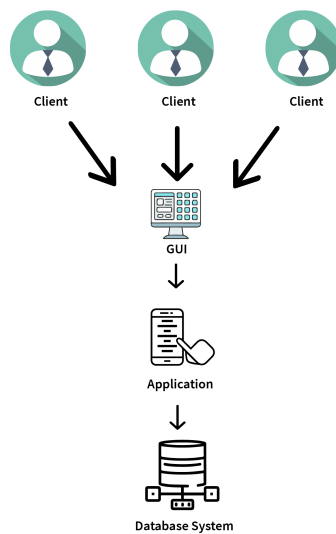 Client
Client
Client
GUI
Application
Database System